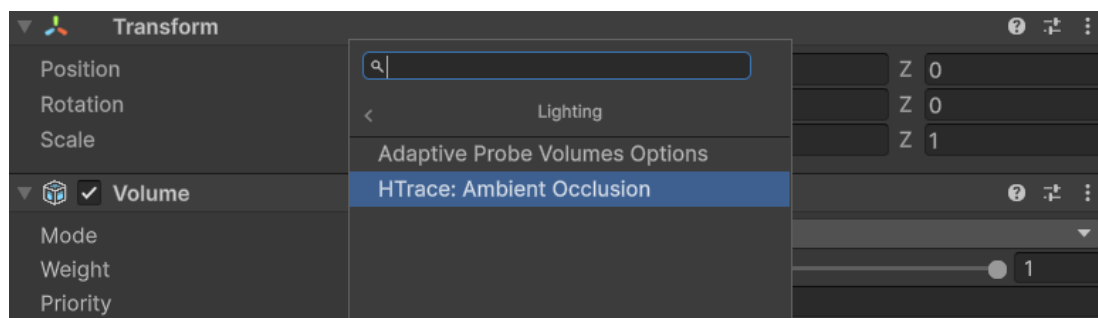 Transform
Position
Z 0
Rotation
Z 0
Scale
Z 1
Lighting
Adaptive Probe Volumes Options
HTrace: Ambient Occlusion
Volume
Mode
Weight
1
Priority